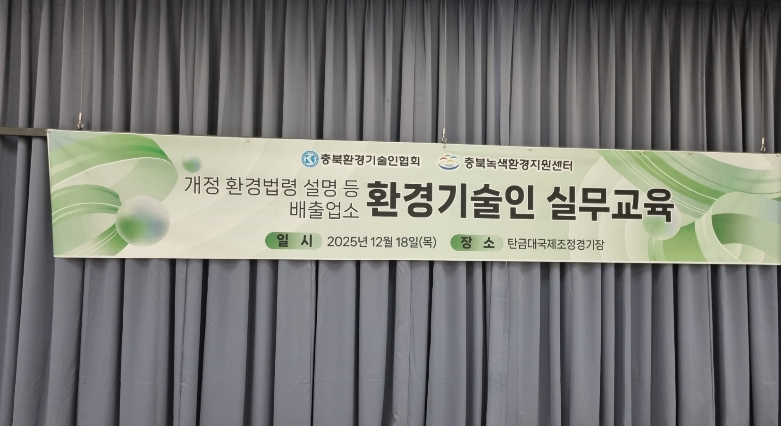 충북환경기술인협회 충북녹색환경지원센터
개정 환경법령 설명 등
배출업소 환경기술인 실무교육
일 시 2025년 12월 18일(목) 장 소 탄금대국제조정경기장